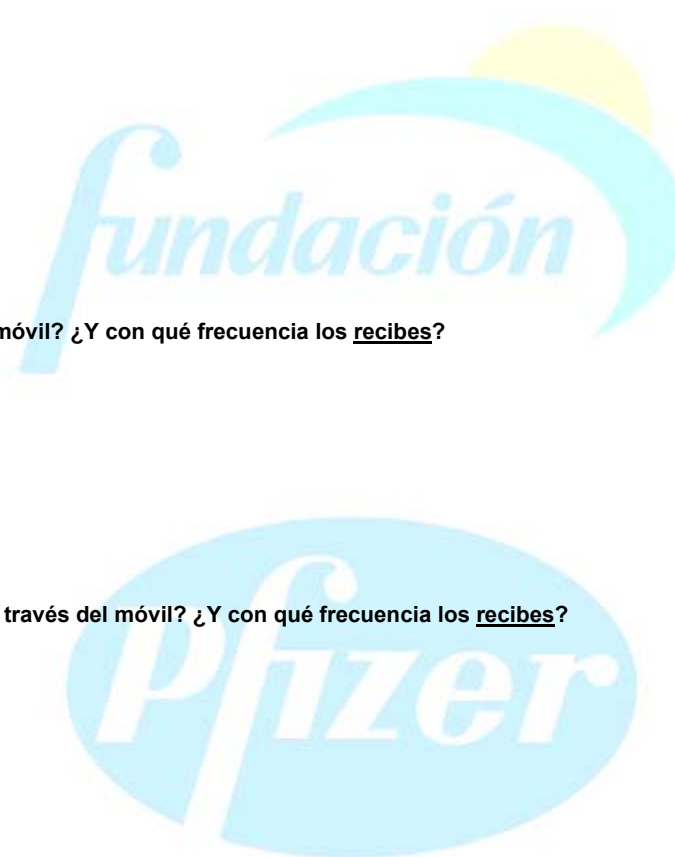 fundación
móvil? ¿Y con qué frecuencia los recibes?
través del móvil? ¿Y con qué frecuencia los recibes?
Pfizer